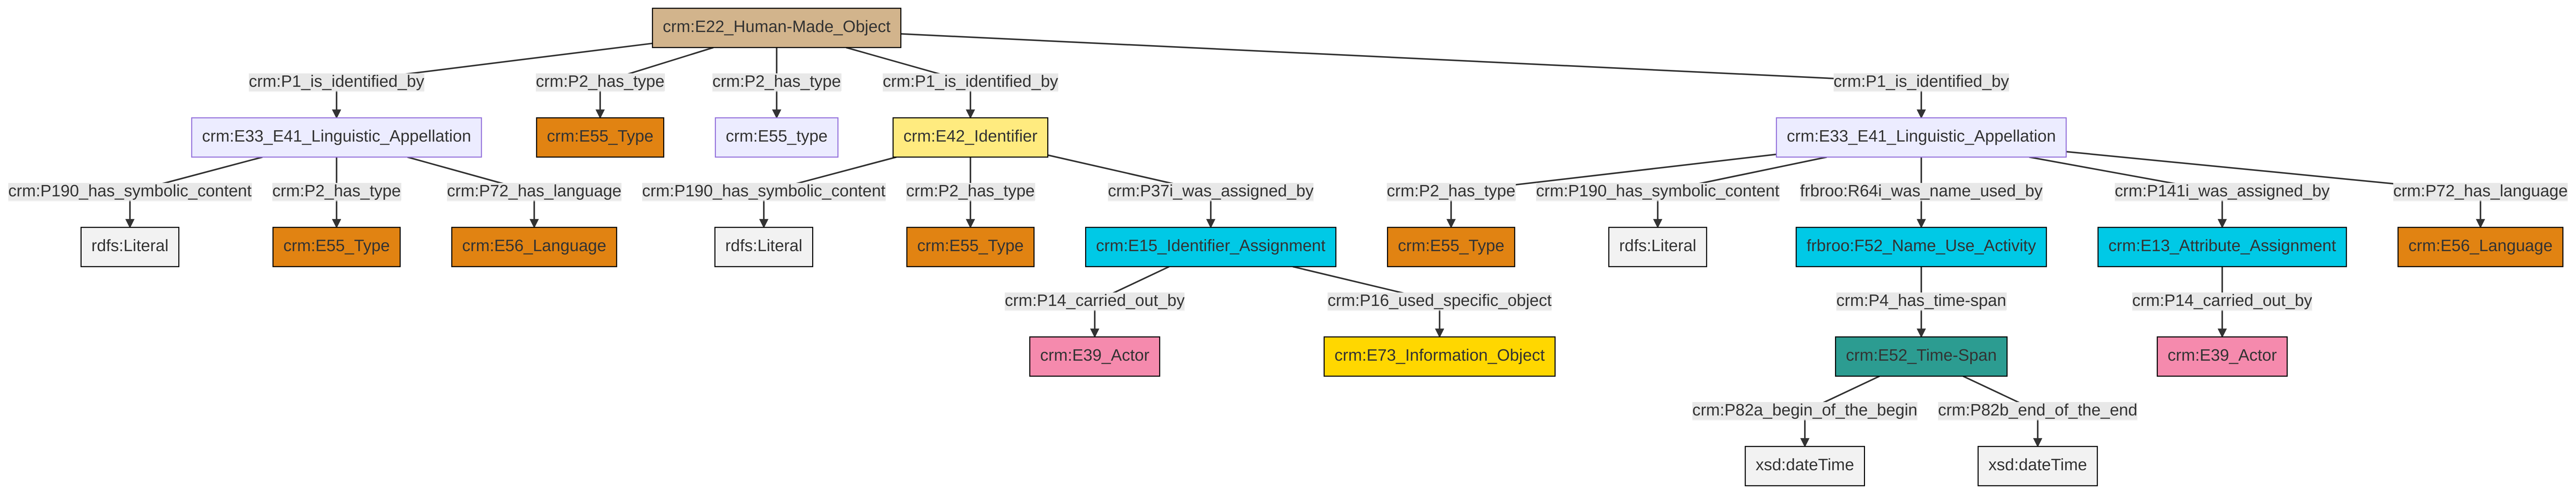 crm:E22_Human-Made_Object
crm:P1_is_identified_by
crm:P2_has_type
crm:P2_has_type
crm:P1_is_identified_by
crm:P1_is_identified_by
crm:E33_E41_Linguistic_Appellation
crm:E55_Type
crm:E55_type
crm:E42_Identifier
crm:E33_E41_Linguistic_Appellation
crm:P190_has_symbolic_content
crm:P2_has_type
crm:P72_has_language
crm:P190_has_symbolic_content
crm:P2_has_type
crm:P37i_was_assigned_by
crm:P2_has_type
crm:P190_has_symbolic_content
frbroo:R64i_was_name_used_by
crm:P141i_was_assigned_by
crm:P72_has_language
rdfs:Literal
crm:E55_Type
crm:E56_Language
rdfs:Literal
crm:E55_Type
crm:E15_Identifier_Assignment
crm:E55_Type
rdfs:Literal
frbroo:F52_Name_Use_Activity
crm:E13_Attribute_Assignment
crm:E56_Language
crm:P14_carried_out_by
crm:P16_used_specific_object
crm:P4_has_time-span
crm:P14_carried_out_by
crm:E39_Actor
crm:E73_Information_Object
crm:E52_Time-Span
crm:E39_Actor
crm:P82a_begin_of_the_begin
crm:P82b_end_of_the_end
xsd:dateTime
xsd:dateTime